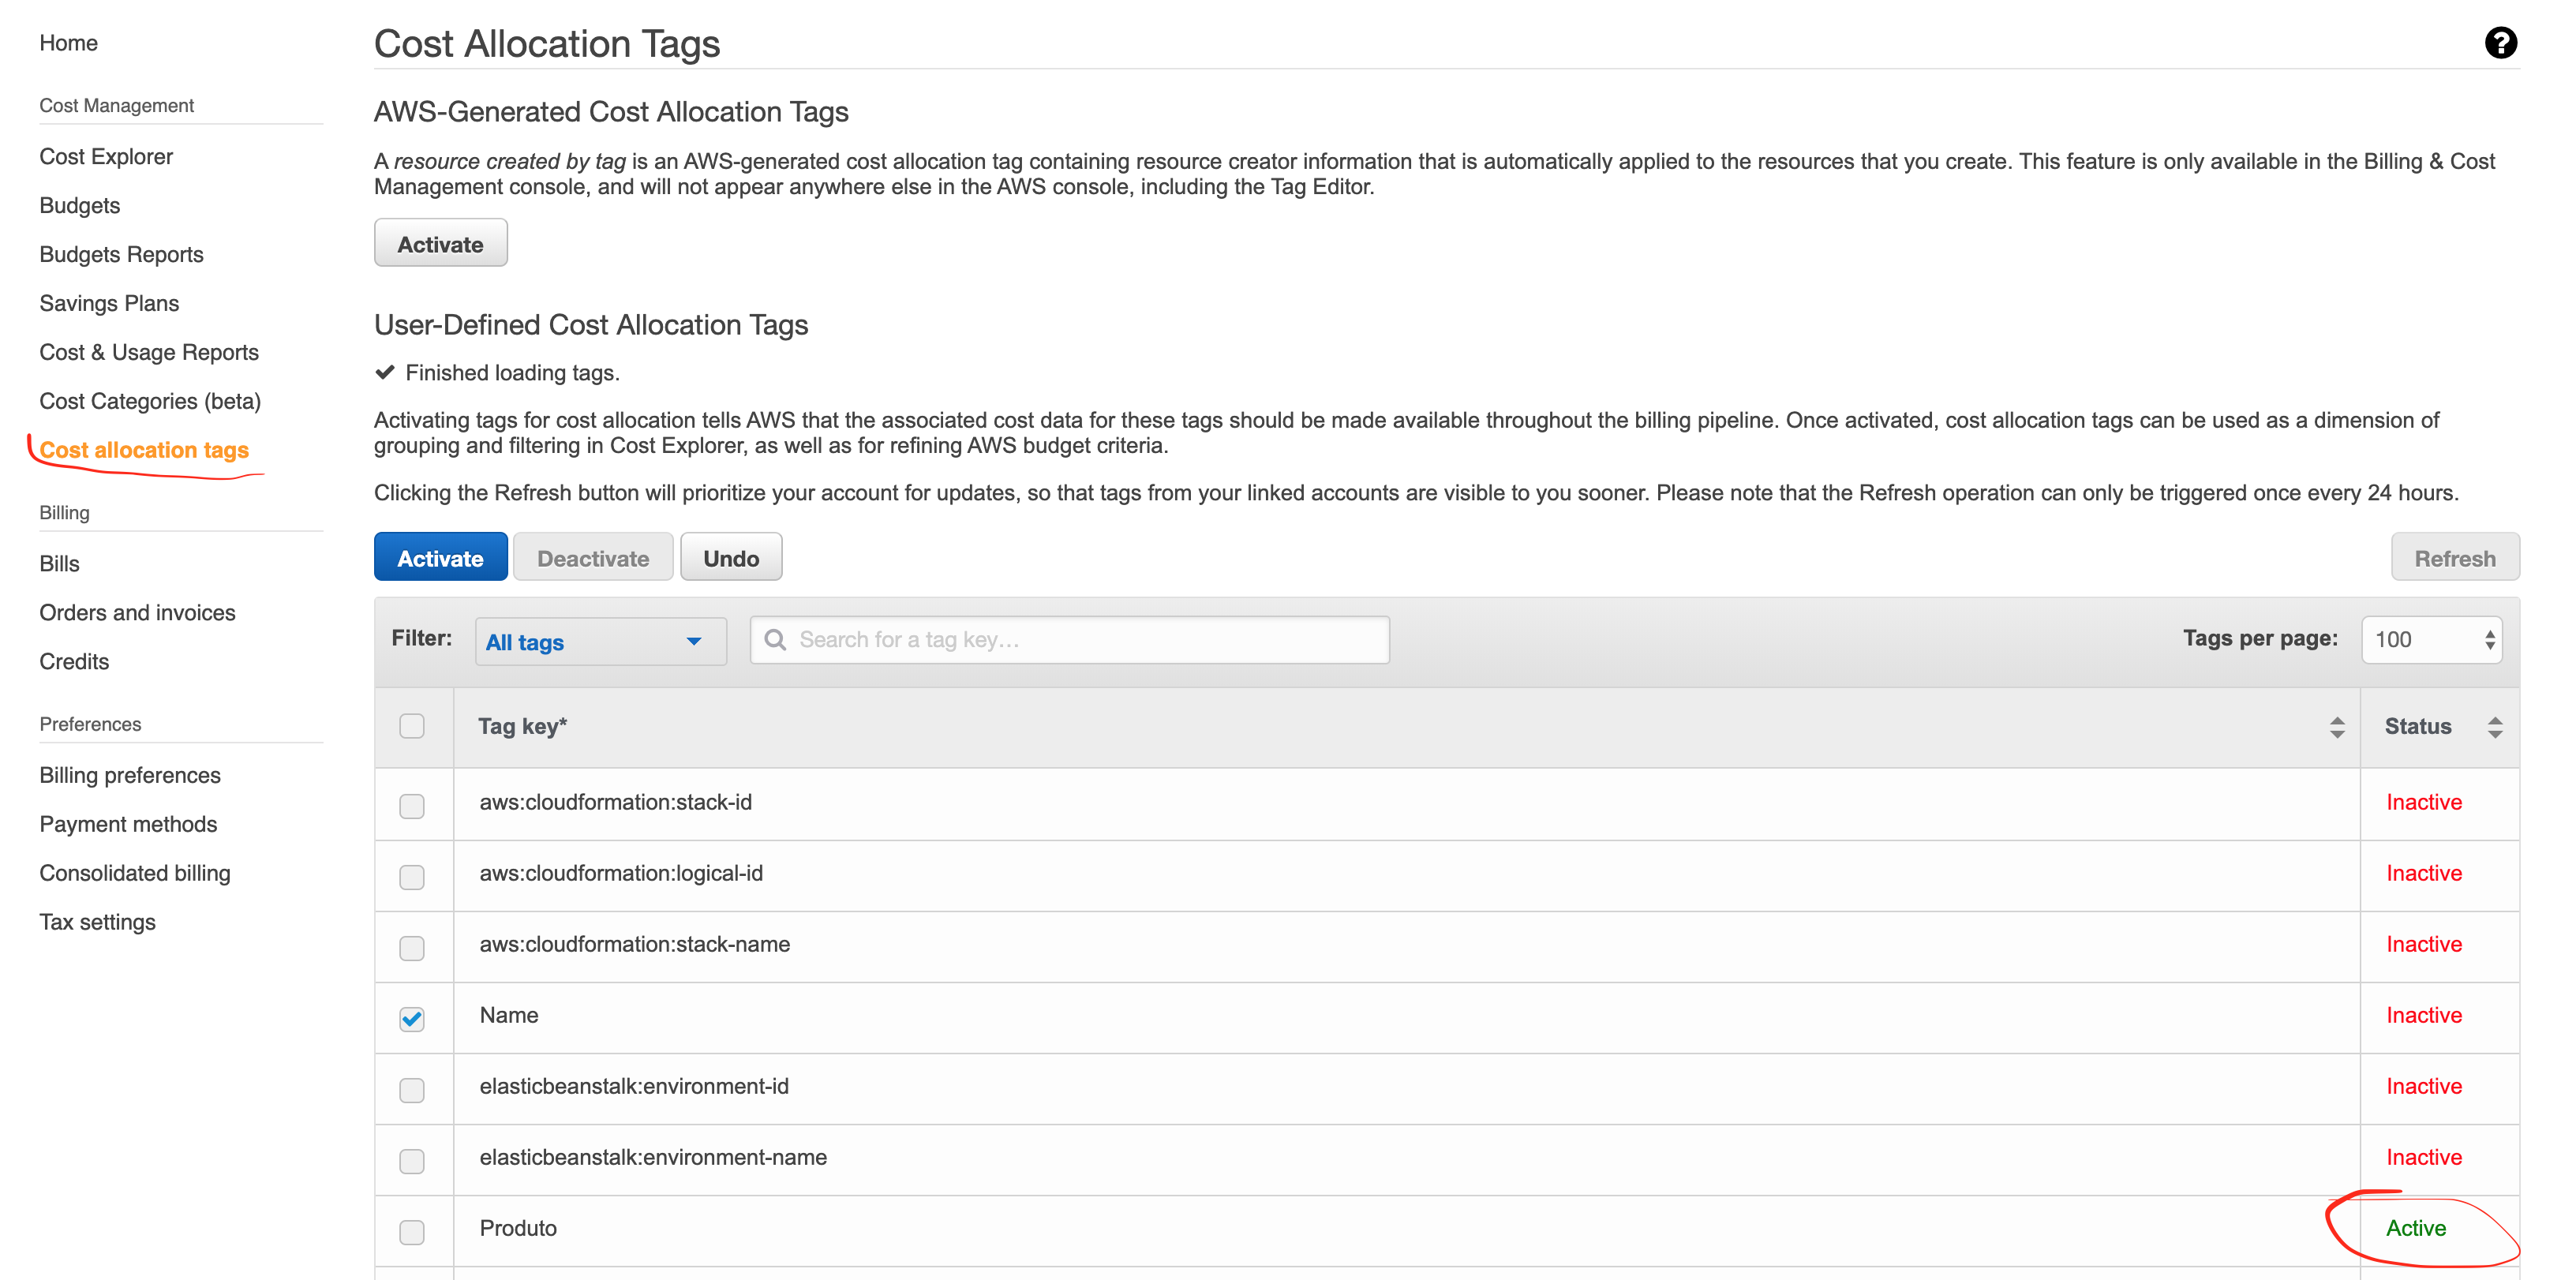 Home
Cost Management
Cost Explorer
Budgets
Budgets Reports
Savings Plans
Cost & Usage Reports
Cost Categories (beta)
Cost allocation tags
Billing
Bills
Orders and invoices
Credits
Preferences
Billing preferences
Payment methods
Consolidated billing
Tax settings
Cost Allocation Tags
?
AWS-Generated Cost Allocation Tags
A resource created by tag is an AWS-generated cost allocation tag containing resource creator information that is automatically applied to the resources that you create. This feature is only available in the Billing & Cost
Management console, and will not appear anywhere else in the AWS console, including the Tag Editor.
Activate
User-Defined Cost Allocation Tags
Finished loading tags.
Activating tags for cost allocation tells AWS that the associated cost data for these tags should be made available throughout the billing pipeline. Once activated, cost allocation tags can be used as a dimension of
grouping and filtering in Cost Explorer, as well as for refining AWS budget criteria.
Clicking the Refresh button will prioritize your account for updates, so that tags from your linked accounts are visible to you sooner. Please note that the Refresh operation can only be triggered once every 24 hours.
Activate Deactivate Undo Refresh
Filter: All tags Search for a tag key... Tags per page: 100
Tag key* Status
aws:cloudformation:stack-id Inactive
aws:cloudformation:logical-id Inactive
aws:cloudformation:stack-name Inactive
Name Inactive
elasticbeanstalk:environment-id Inactive
elasticbeanstalk:environment-name Inactive
Produto Active